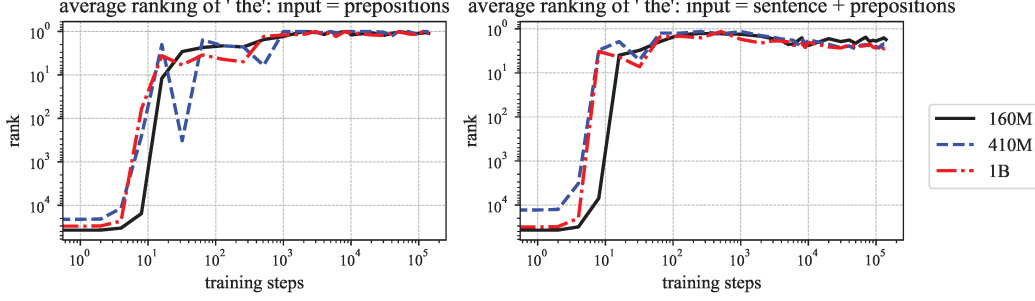 average ranking of ' the': input = prepositions
rank
10⁰
10¹
10²
10³
10⁴
10⁰
10¹
10²
10³
10⁴
10⁵
training steps
average ranking of ' the': input = sentence + prepositions
rank
10⁰
10¹
10²
10³
10⁴
10⁰
10¹
10²
10³
10⁴
10⁵
training steps
160M
410M
1B